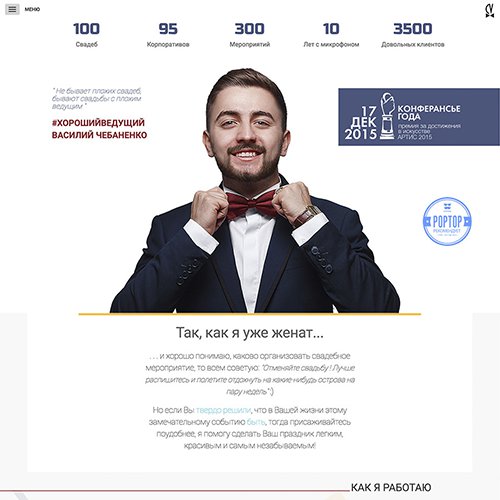 МЕНЮ
100 95 300 10 3500
Свадеб Корпоративов Мероприятий Лет с микрофоном Довольных клиентов
"Не бывает плохих свадеб,
бывают свадьбы с плохим
ведущим "
#ХОРОШИЙВЕДУЩИЙ
ВАСИЛИЙ ЧЕБАНЕНКО
17
ДЕК
2015
КОНФЕРАНСЬЕ
ГОДА
премия за достижения
в искусстве
АРТИС 2015
POPTOP
РЕКОМЕНДУЕТ
Так, как я уже женат...
. . . и хорошо понимаю, каково организовать свадебное
мероприятие, то всем советую: "Отменяйте свадьбу ! Лучше
распишитесь и полетите отдохнуть на какие-нибудь острова на
пару недель":)
Но если Вы твердо решили, что в Вашей жизни этому
замечательному событию быть, тогда присаживайтесь
поудобнее, я помогу сделать Ваш праздник легким,
красивым и самым незабываемым!
КАК Я РАБОТАЮ